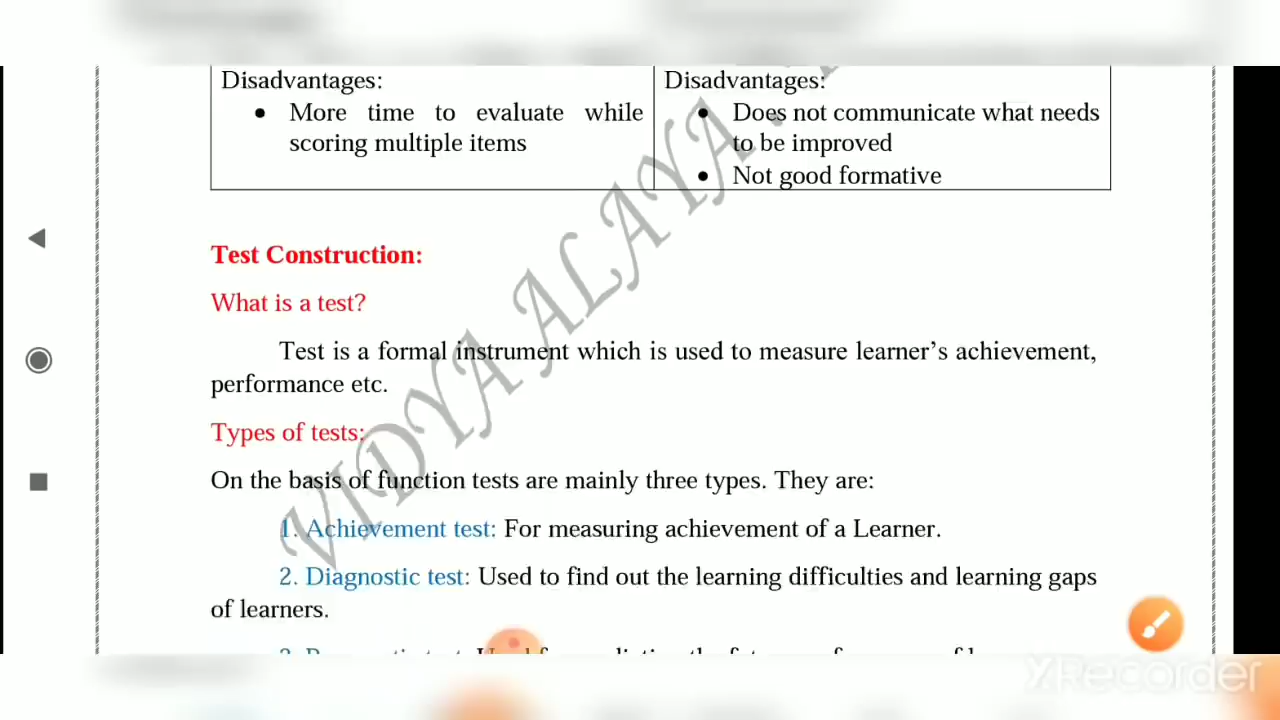 Disadvantages:
• More time to evaluate while
scoring multiple items
Disadvantages:
• Does not communicate what needs
to be improved
• Not good formative
Test Construction:
What is a test?
Test is a formal instrument which is used to measure learner’s achievement,
performance etc.
Types of tests:
On the basis of function tests are mainly three types. They are:
1. Achievement test: For measuring achievement of a Learner.
2. Diagnostic test: Used to find out the learning difficulties and learning gaps
of learners.
VIDYA ALAYA
XRecorder